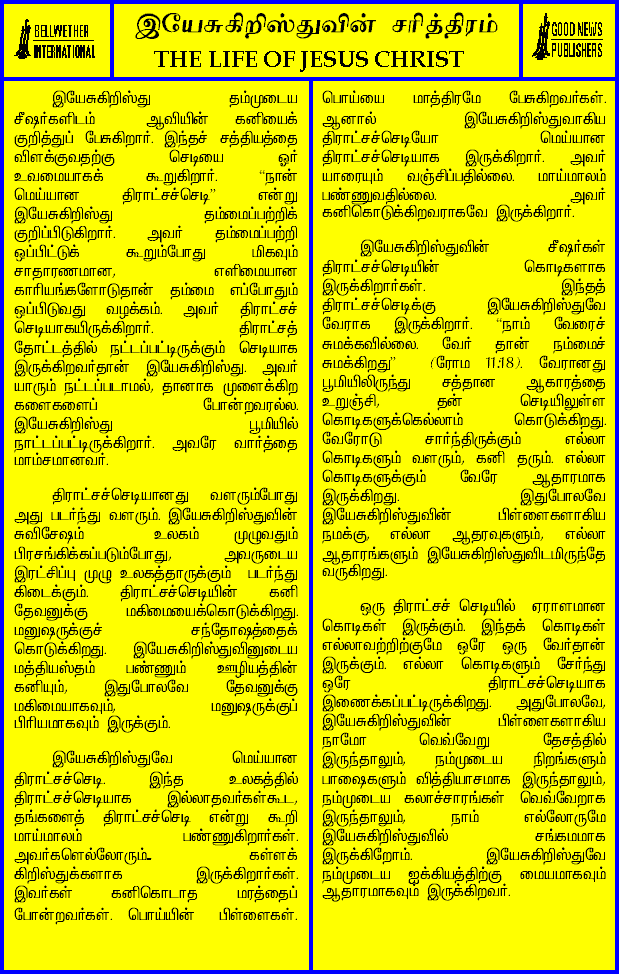 BELLWETHER
INTERNATIONAL
இயேசுகிறிஸ்துவின் சரித்திரம்
THE LIFE OF JESUS CHRIST
GOOD NEWS
PUBLISHERS
இயேசுகிறிஸ்து தம்முடைய
சீஷர்களிடம் ஆவியின் கனியைக்
குறித்துப் பேசுகிறார். இந்தச் சத்தியத்தை
விளக்குவதற்கு செடியை ஓர்
உவமையாகக் கூறுகிறார். “நான்
மெய்யான திராட்சச்செடி” என்று
இயேசுகிறிஸ்து தம்மைப்பற்றிக்
குறிப்பிடுகிறார். அவர் தம்மைப்பற்றி
ஒப்பிட்டுக் கூறும்போது மிகவும்
சாதாரணமான, எளிமையான
காரியங்களோடுதான் தம்மை எப்போதும்
ஒப்பிடுவது வழக்கம். அவர் திராட்சச்
செடியாகயிருக்கிறார். திராட்சத்
தோட்டத்தில் நட்டப்பட்டிருக்கும் செடியாக
இருக்கிறவர்தான் இயேசுகிறிஸ்து. அவர்
யாரும் நட்டப்படாமல், தானாக முளைக்கிற
களைகளைப் போன்றவரல்ல.
இயேசுகிறிஸ்து பூமியில்
நாட்டப்பட்டிருக்கிறார். அவரே வார்த்தை
மாம்சமானவர்.
திராட்சச்செடியானது வளரும்போது
அது படர்ந்து வளரும். இயேசுகிறிஸ்துவின்
சுவிசேஷம் உலகம் முழுவதும்
பிரசங்கிக்கப்படும்போது, அவருடைய
இரட்சிப்பு முழு உலகத்தாருக்கும் படர்ந்து
கிடைக்கும். திராட்சச்செடியின் கனி
தேவனுக்கு மகிமையைக்கொடுக்கிறது.
மனுஷருக்குச் சந்தோஷத்தைக்
கொடுக்கிறது. இயேசுகிறிஸ்துவினுடைய
மத்தியஸ்தம் பண்ணும் ஊழியத்தின்
கனியும், இதுபோலவே தேவனுக்கு
மகிமையாகவும், மனுஷருக்குப்
பிரியமாகவும் இருக்கும்.
இயேசுகிறிஸ்துவே மெய்யான
திராட்சச்செடி. இந்த உலகத்தில்
திராட்சச்செடியாக இல்லாதவர்கள்கூட,
தங்களைத் திராட்சச்செடி என்று கூறி
மாய்மாலம் பண்ணுகிறார்கள்.
அவர்களெல்லோரும் கள்ளக்
கிறிஸ்துக்களாக இருக்கிறார்கள்.
இவர்கள் கனிகொடாத மரத்தைப்
போன்றவர்கள். பொய்யின் பிள்ளைகள்.
பொய்யை மாத்திரமே பேசுகிறவர்கள்.
ஆனால் இயேசுகிறிஸ்துவாகிய
திராட்சச்செடியோ மெய்யான
திராட்சச்செடியாக இருக்கிறார். அவர்
யாரையும் வஞ்சிப்பதில்லை. மாய்மாலம்
பண்ணுவதில்லை. அவர்
கனிகொடுக்கிறவராகவே இருக்கிறார்.
இயேசுகிறிஸ்துவின் சீஷர்கள்
திராட்சச்செடியின் கொடிகளாக
இருக்கிறார்கள். இந்தத்
திராட்சச்செடிக்கு இயேசுகிறிஸ்துவே
வேராக இருக்கிறார். “நாம் வேரைச்
சுமக்கவில்லை. வேர் தான் நம்மைச்
சுமக்கிறது” (ரோம 11:18). வேரானது
பூமியிலிருந்து சத்தான ஆகாரத்தை
உறுஞ்சி, தன் செடியிலுள்ள
கொடிகளுக்கெல்லாம் கொடுக்கிறது.
வேரோடு சார்ந்திருக்கும் எல்லா
கொடிகளும் வளரும், கனி தரும். எல்லா
கொடிகளுக்கும் வேரே ஆதாரமாக
இருக்கிறது. இதுபோலவே
இயேசுகிறிஸ்துவின் பிள்ளைகளாகிய
நமக்கு, எல்லா ஆதரவுகளும், எல்லா
ஆதாரங்களும் இயேசுகிறிஸ்துவிடமிருந்தே
வருகிறது.
ஒரு திராட்சச் செடியில் ஏராளமான
கொடிகள் இருக்கும். இந்தக் கொடிகள்
எல்லாவற்றிற்குமே ஒரே ஒரு வேர்தான்
இருக்கும். எல்லா கொடிகளும் சேர்ந்து
ஒரே திராட்சச்செடியாக
இணைக்கப்பட்டிருக்கிறது. அதுபோலவே,
இயேசுகிறிஸ்துவின் பிள்ளைகளாகிய
நாமோ வெவ்வேறு தேசத்தில்
இருந்தாலும், நம்முடைய நிறங்களும்
பாஷைகளும் வித்தியாசமாக இருந்தாலும்,
நம்முடைய கலாச்சாரங்கள் வெவ்வேறாக
இருந்தாலும், நாம் எல்லோருமே
இயேசுகிறிஸ்துவில் சங்கமமாக
இருக்கிறோம். இயேசுகிறிஸ்துவே
நம்முடைய ஐக்கியத்திற்கு மையமாகவும்
ஆதாரமாகவும் இருக்கிறவர்.